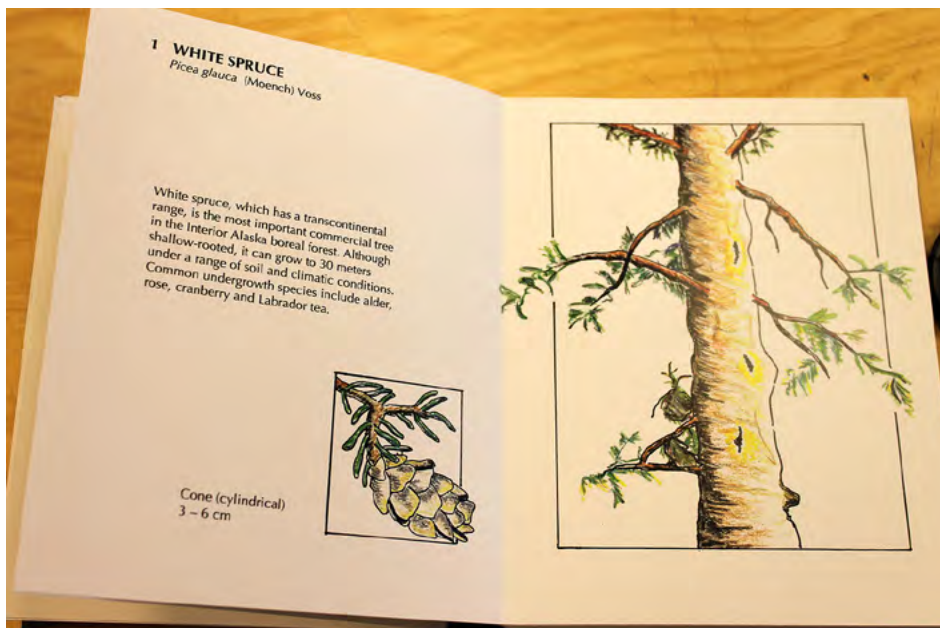 1 WHITE SPRUCE
Picea glauca (Moench) Voss
White spruce, which has a transcontinental
range, is the most important commercial tree
in the Interior Alaska boreal forest. Although
shallow-rooted, it can grow to 30 meters
under a range of soil and climatic conditions.
Common undergrowth species include alder,
rose, cranberry and Labrador tea.
Cone (cylindrical)
3 – 6 cm